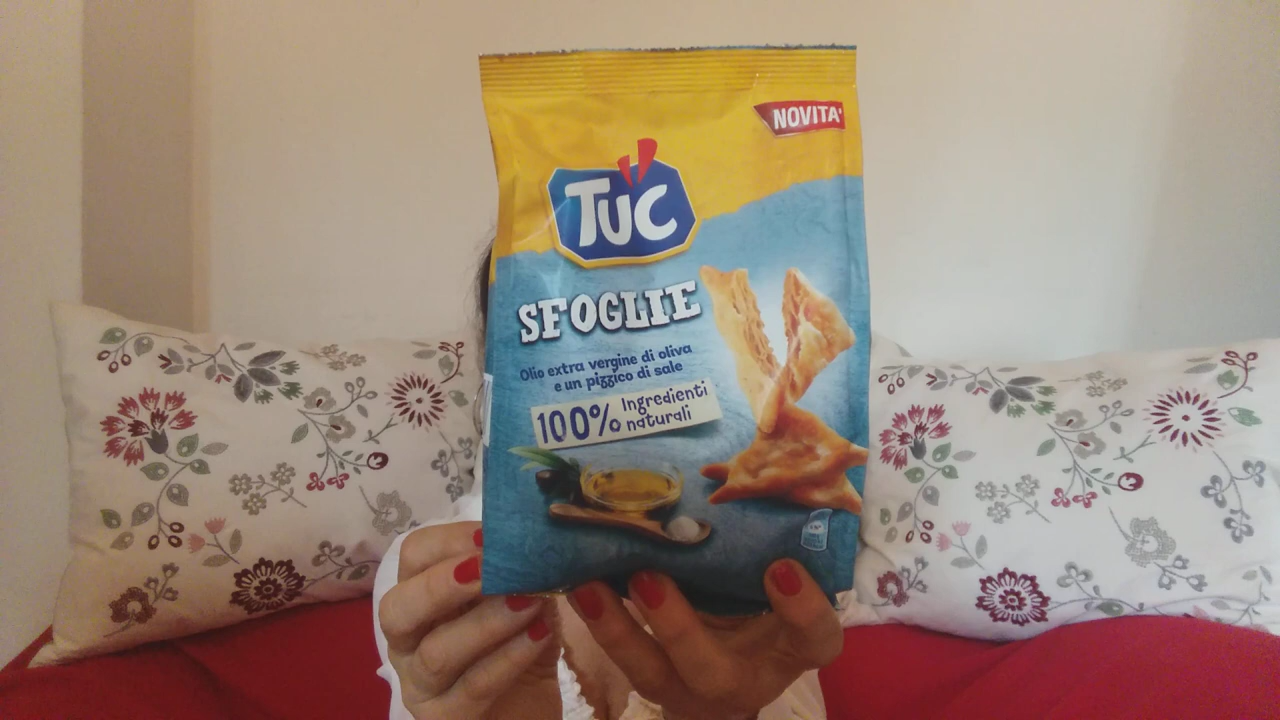 NOVITA'
TUC
SFOGLIE
Olio extra vergine di oliva
e un pizzico di sale
100% Ingredienti
naturali